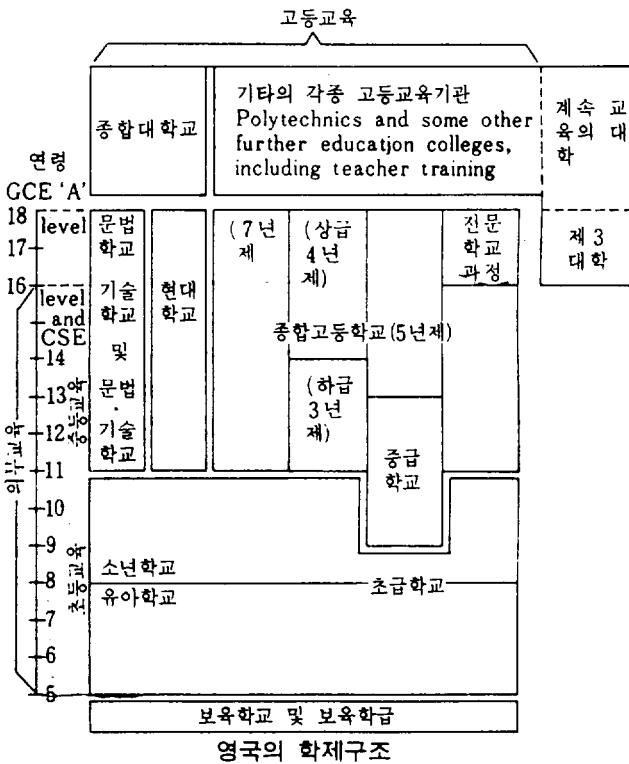 고등교육
종합대학교
기타의 각종 고등교육기관
Polytechnics and some other
further education colleges,
including teacher training
계속 교
육의 대
학
연령
GCE 'A'
18
level
17
16
level
and
CSE
14
13
12
11
10
9
8
7
6
5
의무교육
중등교육
초등교육
문법
학교
기술
학교
및
문법
·
기술
학교
현대
학교
(7년
제)
(상급
4년
제)
전문
학교
과정
제3
대학
종합고등학교(5년제)
(하급
3년
제)
중급
학교
소년학교
유아학교
초급학교
보육학교 및 보육학급
영국의 학제구조